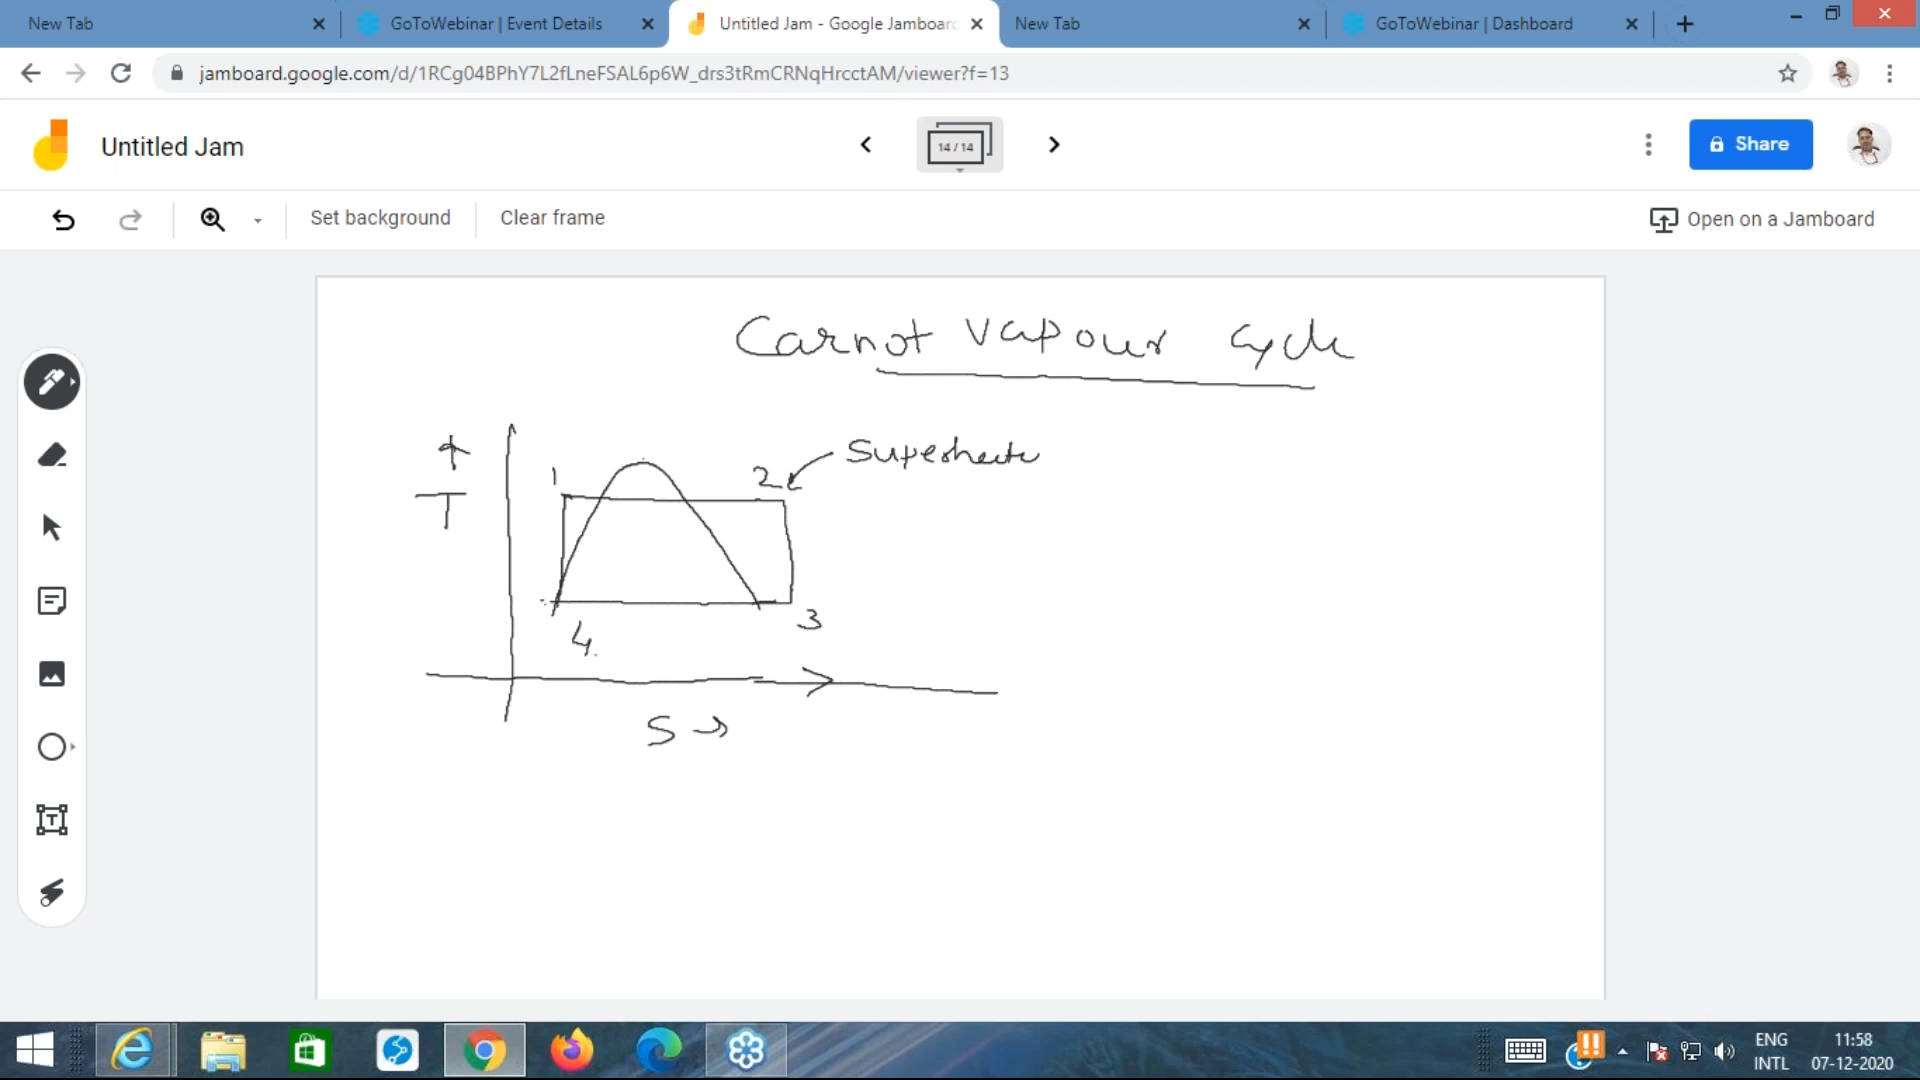 New Tab
GoToWebinar | Event Details
Untitled Jam - Google Jamboard
New Tab
GoToWebinar | Dashboard
jamboard.google.com/d/1RCg04BPhY7L2fLneFSAL6p6W_drs3tRmCRNqHrcctAM/viewer?f=13
Untitled Jam
14 / 14
Share
Set background
Clear frame
Open on a Jamboard
Carnot vapour cycle
Superheate
1
2
T
3
4.
S →
ENG
INTL
11:58
07-12-2020